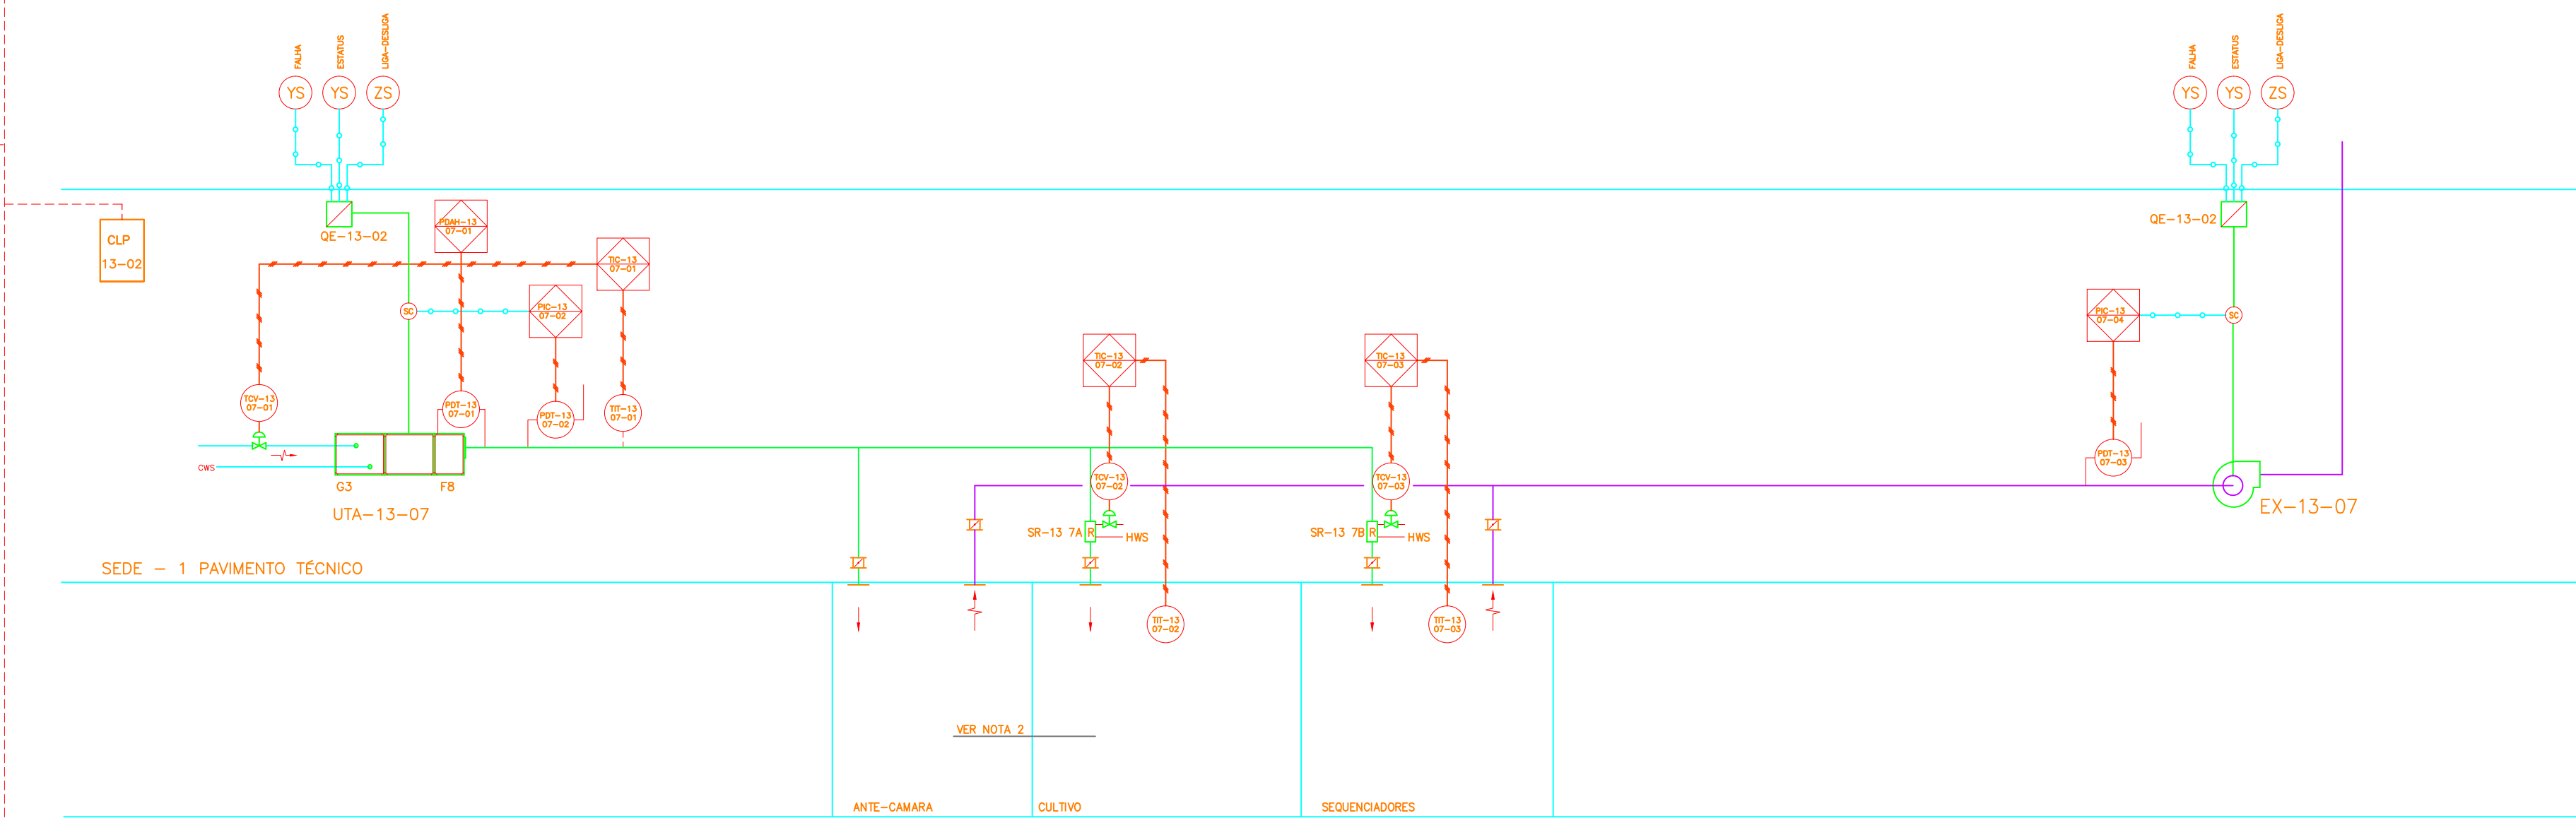 FALHA
ESTATUS
LIGA-DESLIGA
FALHA
ESTATUS
LIGA-DESLIGA
YS
YS
ZS
YS
YS
ZS
QE-13-02
QE-13-02
CLP
13-02
PDAH-13
07-01
TIC-13
07-01
PIC-13
07-02
SC
PIC-13
07-04
SC
TIC-13
07-02
TIC-13
07-03
TCV-13
07-01
PDT-13
07-01
PDT-13
07-02
TIT-13
07-01
PDT-13
07-03
CWS
G3
F8
UTA-13-07
TCV-13
07-02
TCV-13
07-03
EX-13-07
SR-13 7A
R
HWS
SR-13 7B
R
HWS
SEDE - 1 PAVIMENTO TÉCNICO
TIT-13
07-02
TIT-13
07-03
VER NOTA 2
ANTE-CAMARA
CULTIVO
SEQUENCIADORES